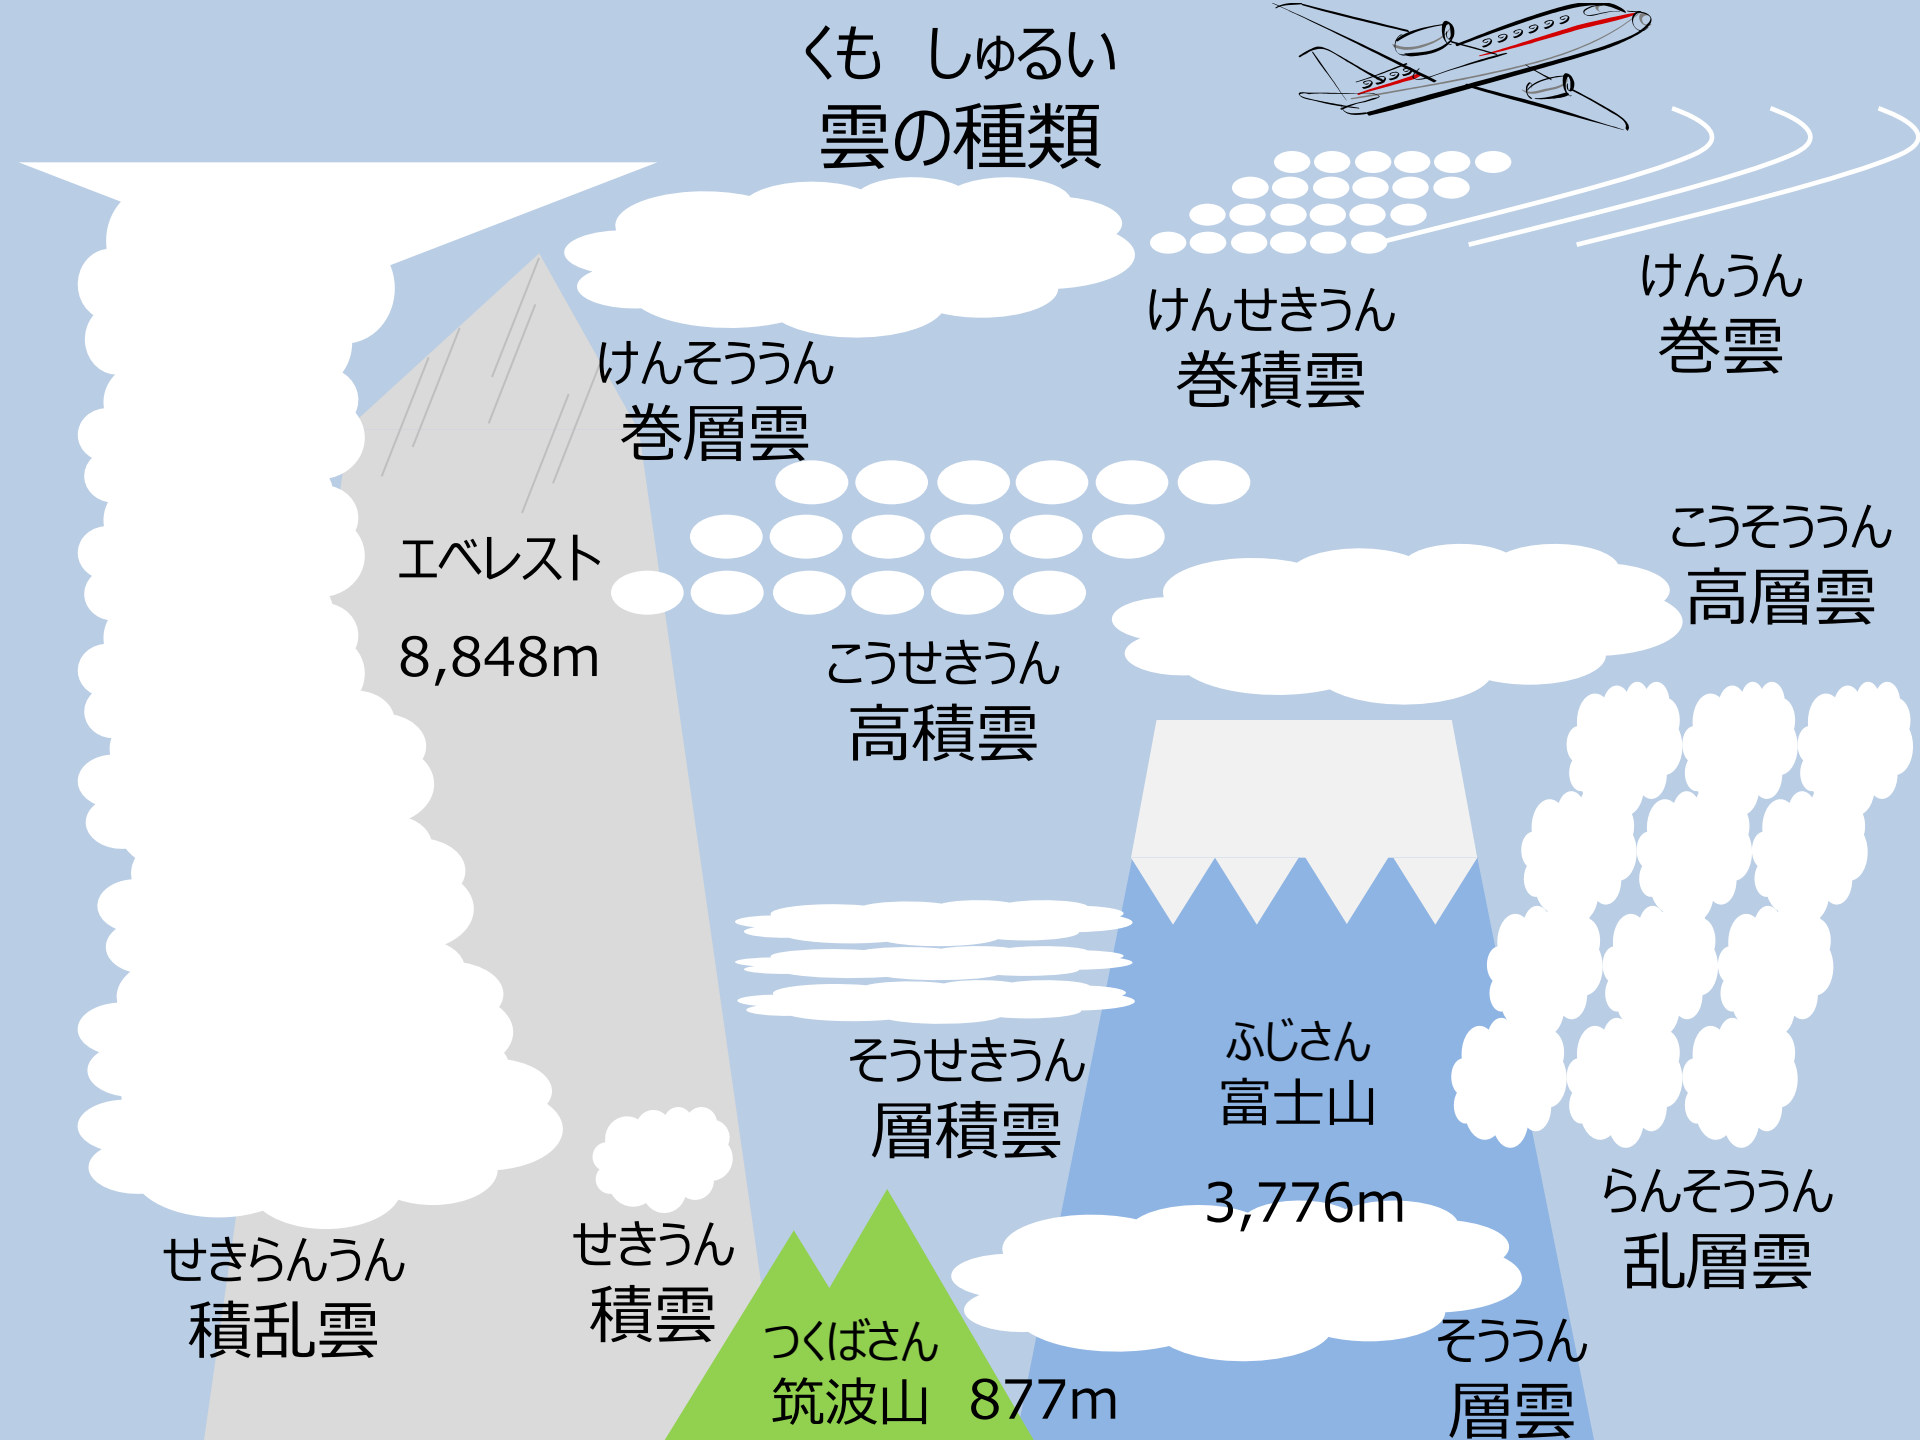 くも しゅるい
雲の種類
けんうん
巻雲
けんせきうん
巻積雲
けんそううん
巻層雲
エベレスト
8,848m
こうそううん
高層雲
こうせきうん
高積雲
そうせきうん
層積雲
ふじさん
富士山
3,776m
らんそううん
乱層雲
せきらんうん
積乱雲
せきうん
積雲
つくばさん
筑波山 877m
そううん
層雲